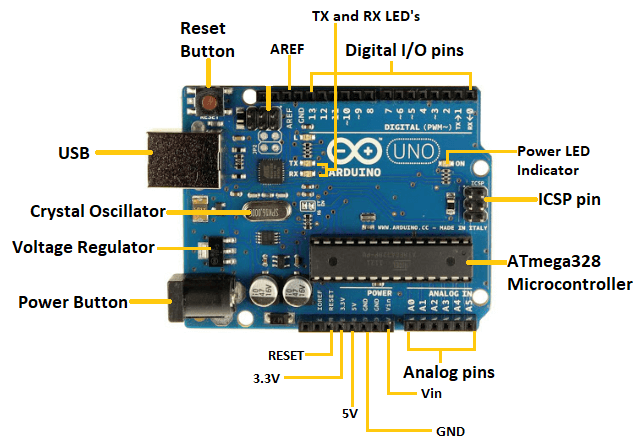 TX and RX LED's
Reset
Button
AREF
Digital I/O pins
RESET
AREF
GND
13
12
~11
~10
~9
8
7
~6
~5
4
~3
2
TX→1
RX←0
DIGITAL (PWM~)
USB
L
TX
RX
ARDUINO
UNO
ON
Power LED
Indicator
ICSP
ICSP pin
Crystal Oscillator
WWW.ARDUINO.CC - MADE IN ITALY
Voltage Regulator
ATmega328
Microcontroller
Power Button
POWER
ANALOG IN
IOREF
RESET
3.3V
5V
GND
GND
Vin
A0
A1
A2
A3
A4
A5
RESET
3.3V
Analog pins
Vin
5V
GND